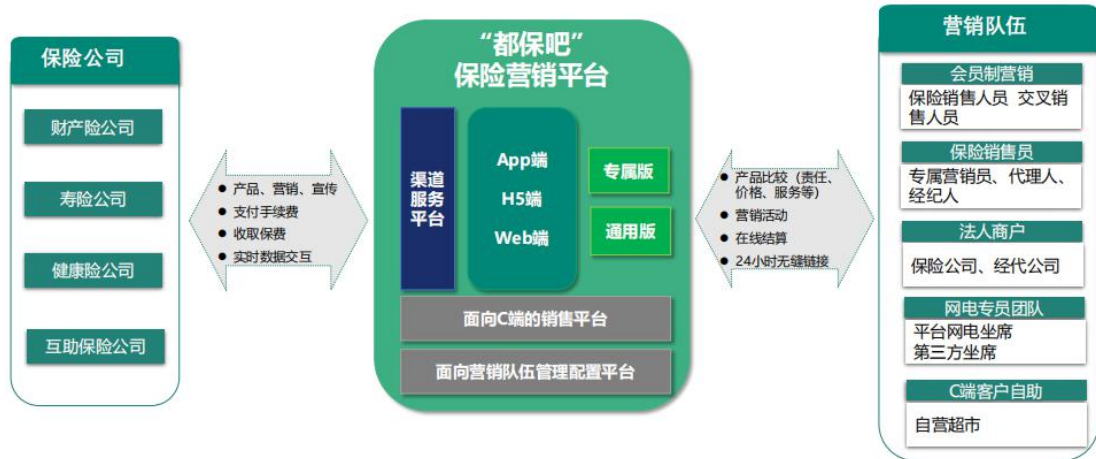 保险公司
财产险公司
寿险公司
健康险公司
互助保险公司
产品、营销、宣传
支付手续费
收取保费
实时数据交互
“都保吧”
保险营销平台
渠道
服务
平台
App端
H5端
Web端
专属版
通用版
面向C端的销售平台
面向营销队伍管理配置平台
产品比较（责任、
价格、服务等）
营销活动
在线结算
24小时无缝链接
营销队伍
会员制营销
保险销售人员 交叉销
售人员
保险销售员
专属营销员、代理人、
经纪人
法人商户
保险公司、经代公司
网电专员团队
平台网电坐席
第三方坐席
C端客户自助
自营超市